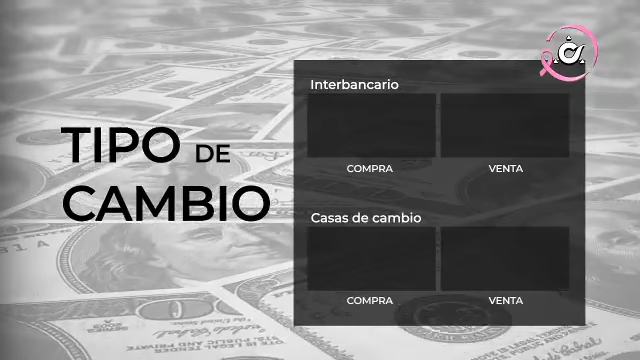 TIPO DE
CAMBIO
Interbancario
COMPRA VENTA
Casas de cambio
COMPRA VENTA